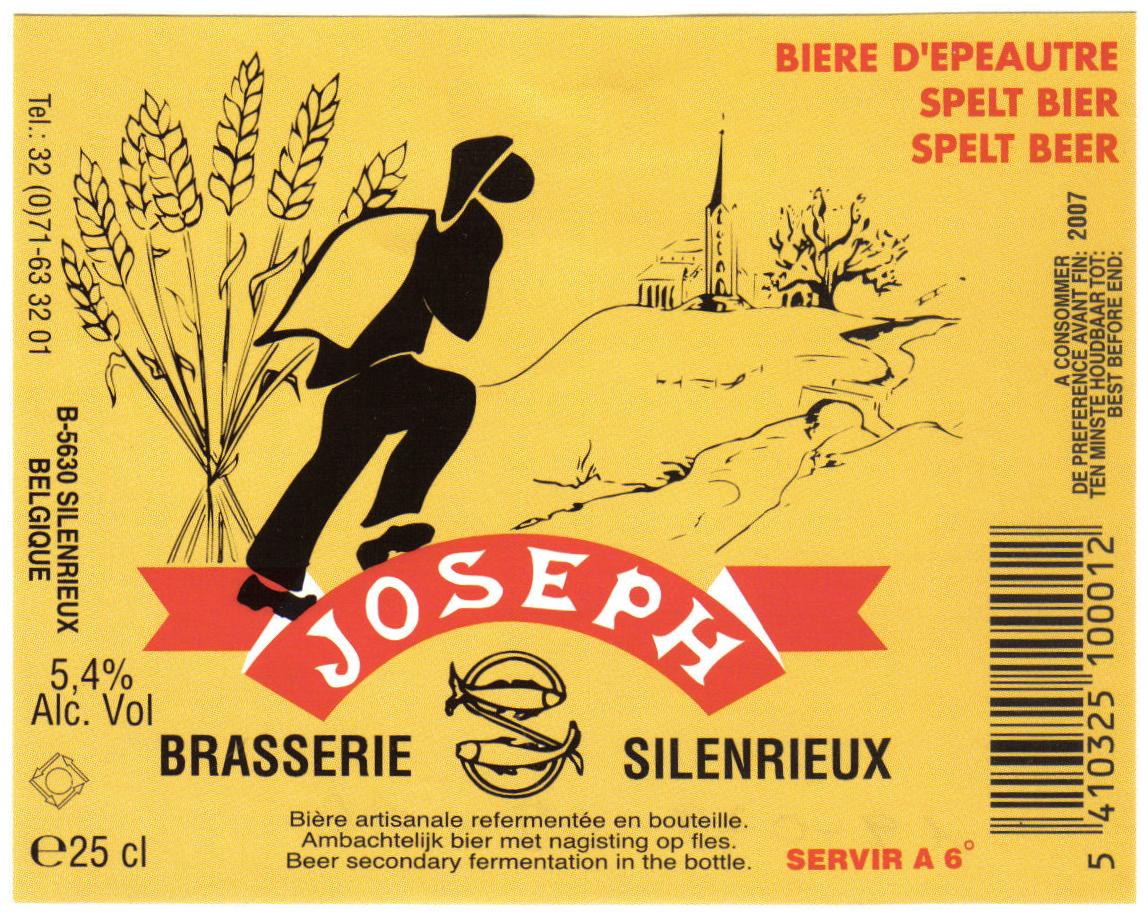 BIERE D'EPEAUTRE
SPELT BIER
SPELT BEER
Tel.: 32 (0)71-63 32 01
B-5630 SILENRIEUX
BELGIQUE
A CONSOMMER
DE PREFERENCE AVANT FIN: 2007
TEN MINSTE HOUDBAAR TOT:
BEST BEFORE END:
JOSEPH
5,4%
Alc. Vol
BRASSERIE SILENRIEUX
Bière artisanale refermentée en bouteille.
Ambachtelijk bier met nagisting op fles.
Beer secondary fermentation in the bottle.
SERVIR A 6°
℮25 cl
5 410325 100012